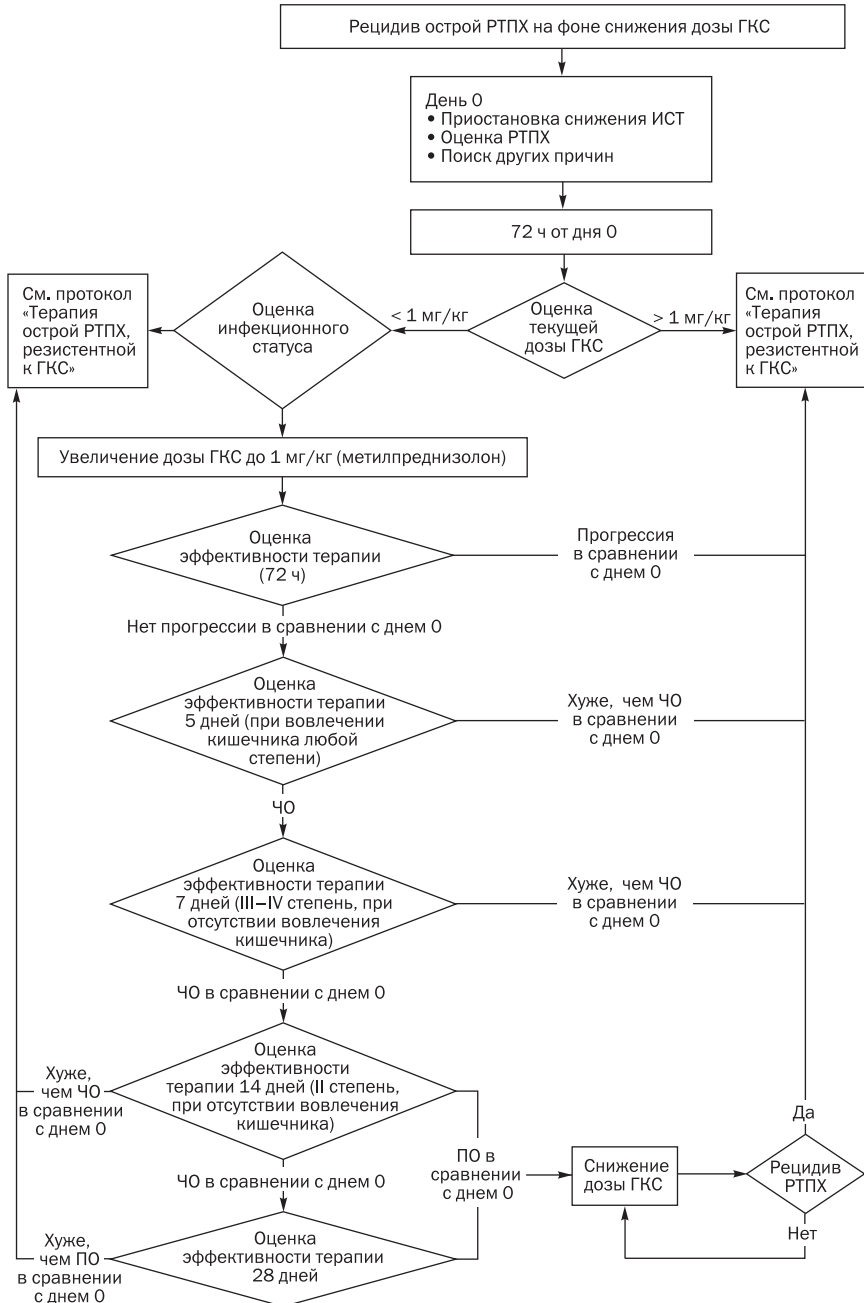 Рецидив острой РТПХ на фоне снижения дозы ГКС
День 0
• Приостановка снижения ИСТ
• Оценка РТПХ
• Поиск других причин
72 ч от дня 0
См. протокол
«Терапия
острой РТПХ,
резистентной
к ГКС»
Оценка
инфекционного
статуса
< 1 мг/кг
Оценка
текущей
дозы ГКС
> 1 мг/кг
См. протокол
«Терапия
острой РТПХ,
резистентной
к ГКС»
Увеличение дозы ГКС до 1 мг/кг (метилпреднизолон)
Оценка
эффективности терапии
(72 ч)
Прогрессия
в сравнении
с днем 0
Нет прогрессии в сравнении с днем 0
Оценка
эффективности терапии
5 дней (при вовлечении
кишечника любой
степени)
Хуже, чем ЧО
в сравнении
с днем 0
ЧО
Оценка
эффективности терапии
7 дней (III–IV степень, при
отсутствии вовлечения
кишечника)
Хуже, чем ЧО
в сравнении
с днем 0
ЧО в сравнении с днем 0
Оценка
эффективности
терапии 14 дней (II степень,
при отсутствии вовлечения
кишечника)
Хуже,
чем ЧО
в сравнении
с днем 0
ПО в
сравнении
с днем 0
Снижение
дозы ГКС
Да
Рецидив
РТПХ
Нет
ЧО в сравнении с днем 0
Оценка
эффективности терапии
28 дней
Хуже,
чем ПО
в сравнении
с днем 0